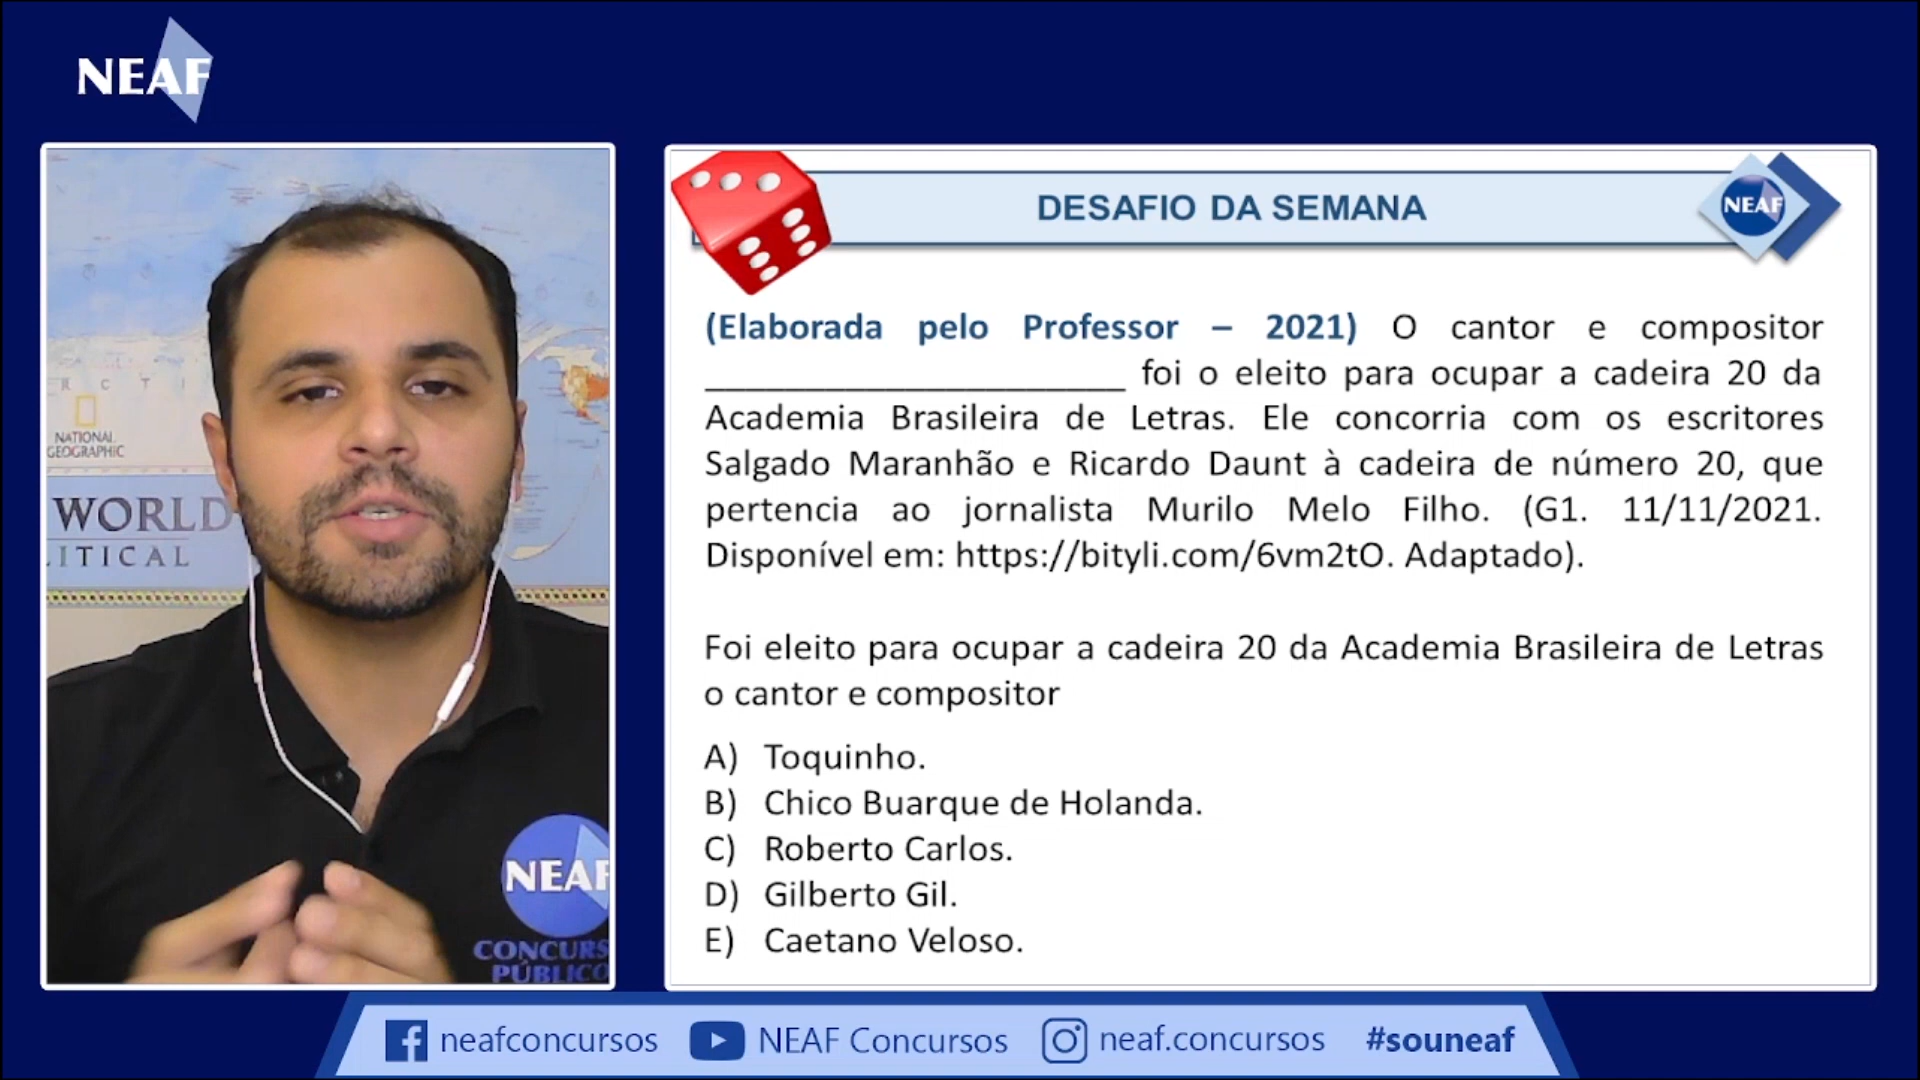 NEAF
DESAFIO DA SEMANA
NEAF
(Elaborada pelo Professor – 2021) O cantor e compositor
_________________________ foi o eleito para ocupar a cadeira 20 da
Academia Brasileira de Letras. Ele concorria com os escritores
Salgado Maranhão e Ricardo Daunt à cadeira de número 20, que
pertencia ao jornalista Murilo Melo Filho. (G1. 11/11/2021.
Disponível em: https://bityli.com/6vm2tO. Adaptado).
Foi eleito para ocupar a cadeira 20 da Academia Brasileira de Letras
o cantor e compositor
A) Toquinho.
B) Chico Buarque de Holanda.
C) Roberto Carlos.
D) Gilberto Gil.
E) Caetano Veloso.
NATIONAL
GEOGRAPHIC
WORLD
ITICAL
NEAF
CONCURS
PÚBLICO
neafconcursos NEAF Concursos neaf.concursos #souneaf